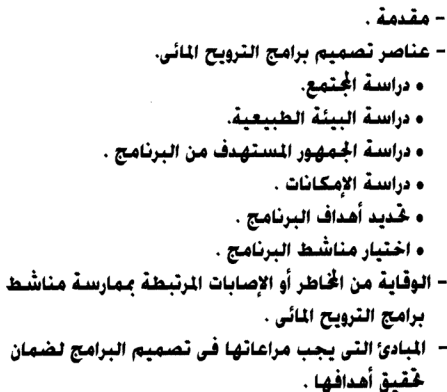 - مقدمة .
- عناصر تصميم برامج الترويح المائى.
• دراسة المجتمع.
• دراسة البيئة الطبيعية.
• دراسة الجمهور المستهدف من البرنامج .
• دراسة الإمكانات .
• تحديد أهداف البرنامج .
• اختيار مناشط البرنامج .
- الوقاية من المخاطر أو الإصابات المرتبطة بممارسة مناشط
برامج الترويح المائى .
- المبادئ التى يجب مراعاتها فى تصميم البرامج لضمان
تحقيق أهدافها .